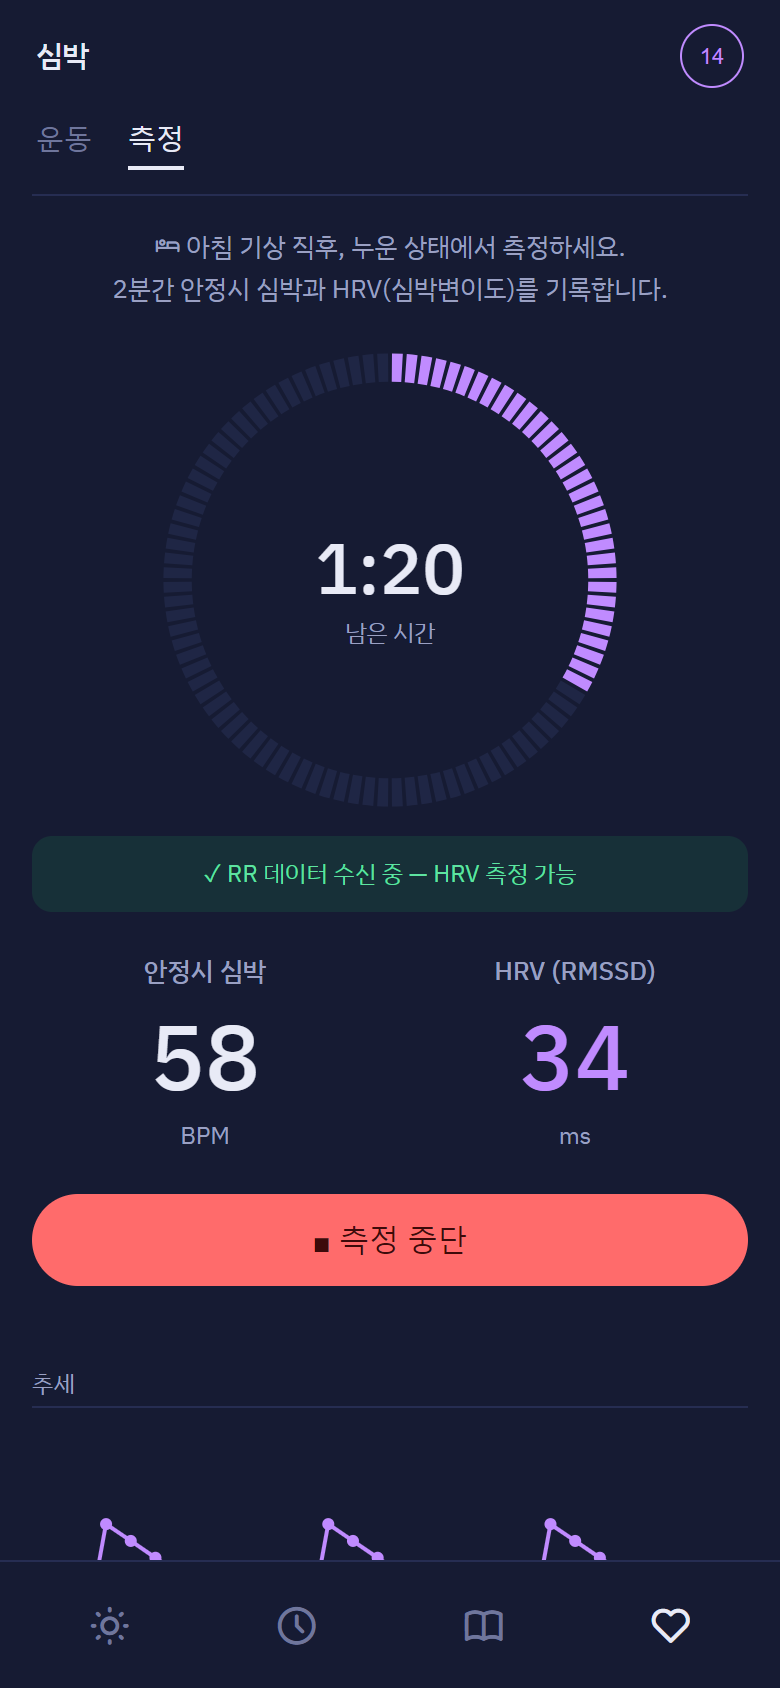 심박
14
운동 측정
아침 기상 직후, 누운 상태에서 측정하세요.
2분간 안정시 심박과 HRV(심박변이도)를 기록합니다.
1:20
남은 시간
✓ RR 데이터 수신 중 — HRV 측정 가능
안정시 심박 HRV (RMSSD)
58 34
BPM ms
■ 측정 중단
추세